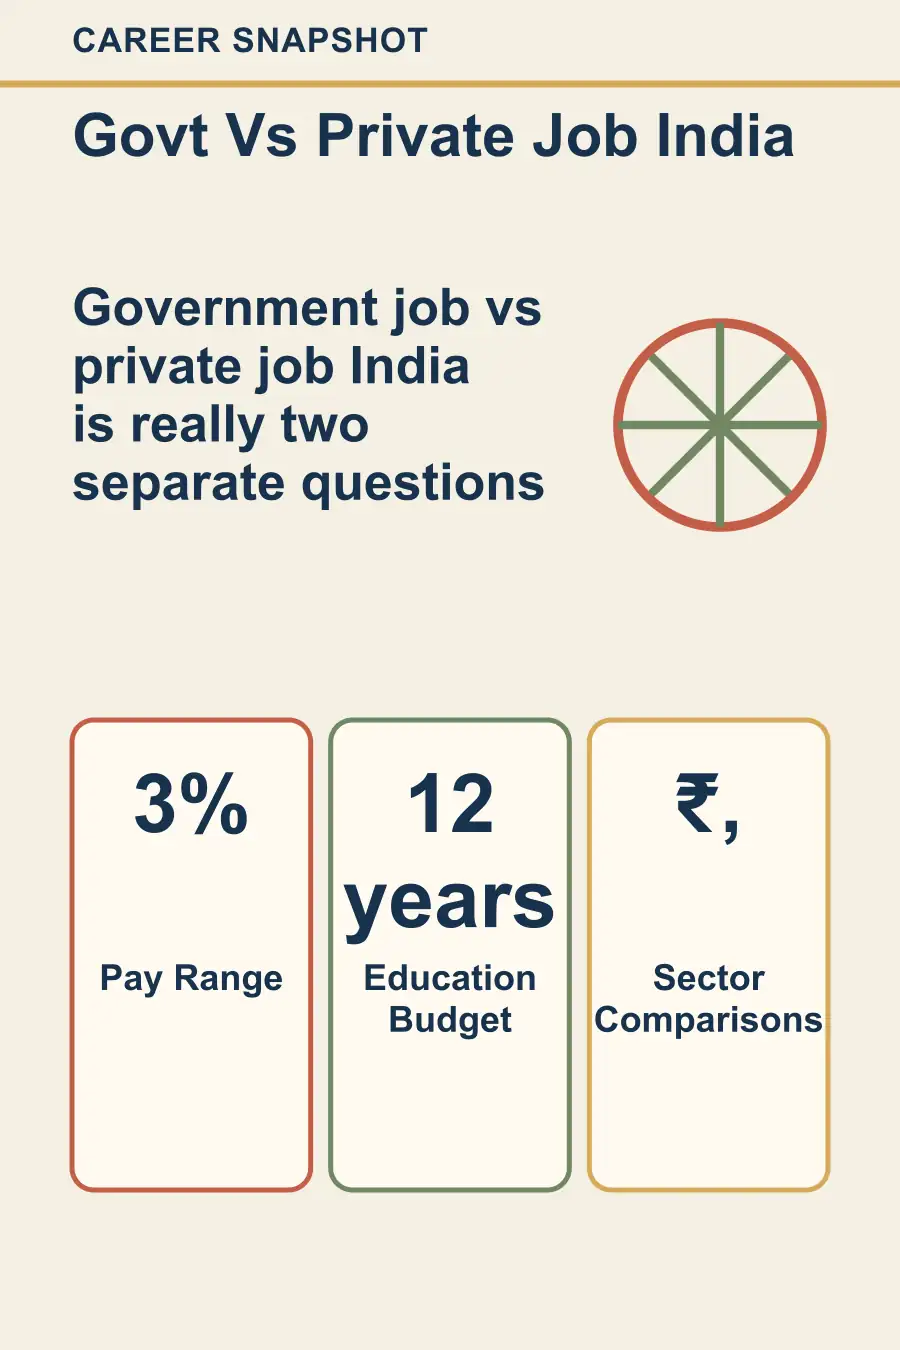 CAREER SNAPSHOT
Govt Vs Private Job India
Government job vs
private job India
is really two
separate questions
3%
Pay Range
12
years
Education
Budget
₹,
Sector
Comparisons